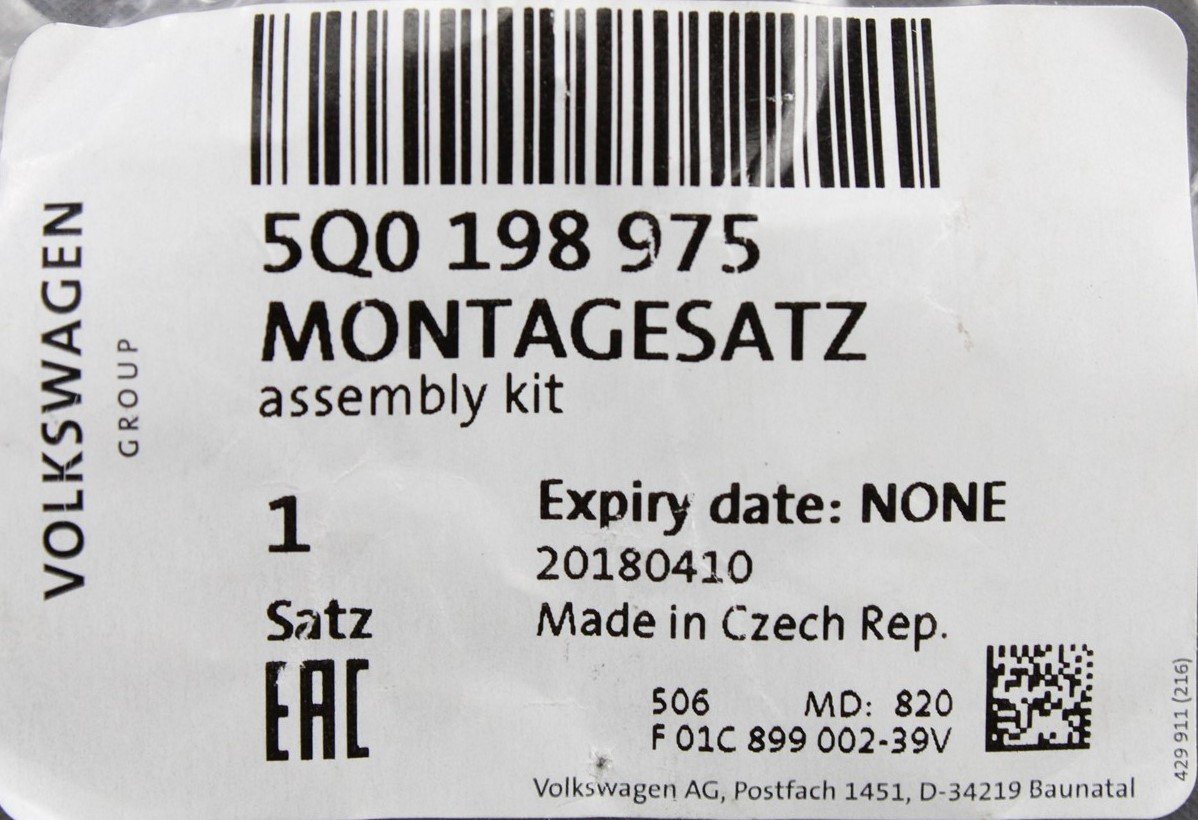 VOLKSWAGEN
GROUP
5Q0 198 975
MONTAGESATZ
assembly kit
1
Satz
EAC
Expiry date: NONE
20180410
Made in Czech Rep.
506 MD: 820
F 01C 899 002-39V
Volkswagen AG, Postfach 1451, D-34219 Baunatal
429 911 (216)